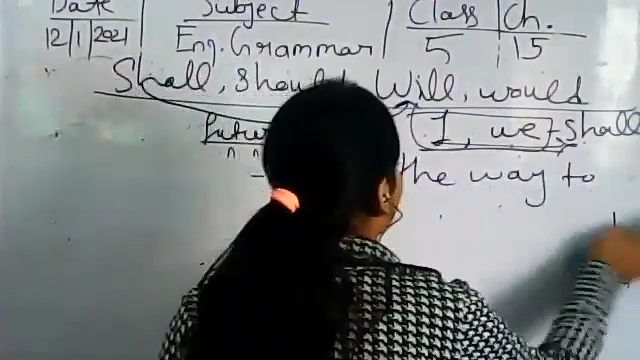 Date Subject Class Ch.
12 1 2021 Eng. Grammar 5 15
Shall, should Will, would
I, we - shall
the way to